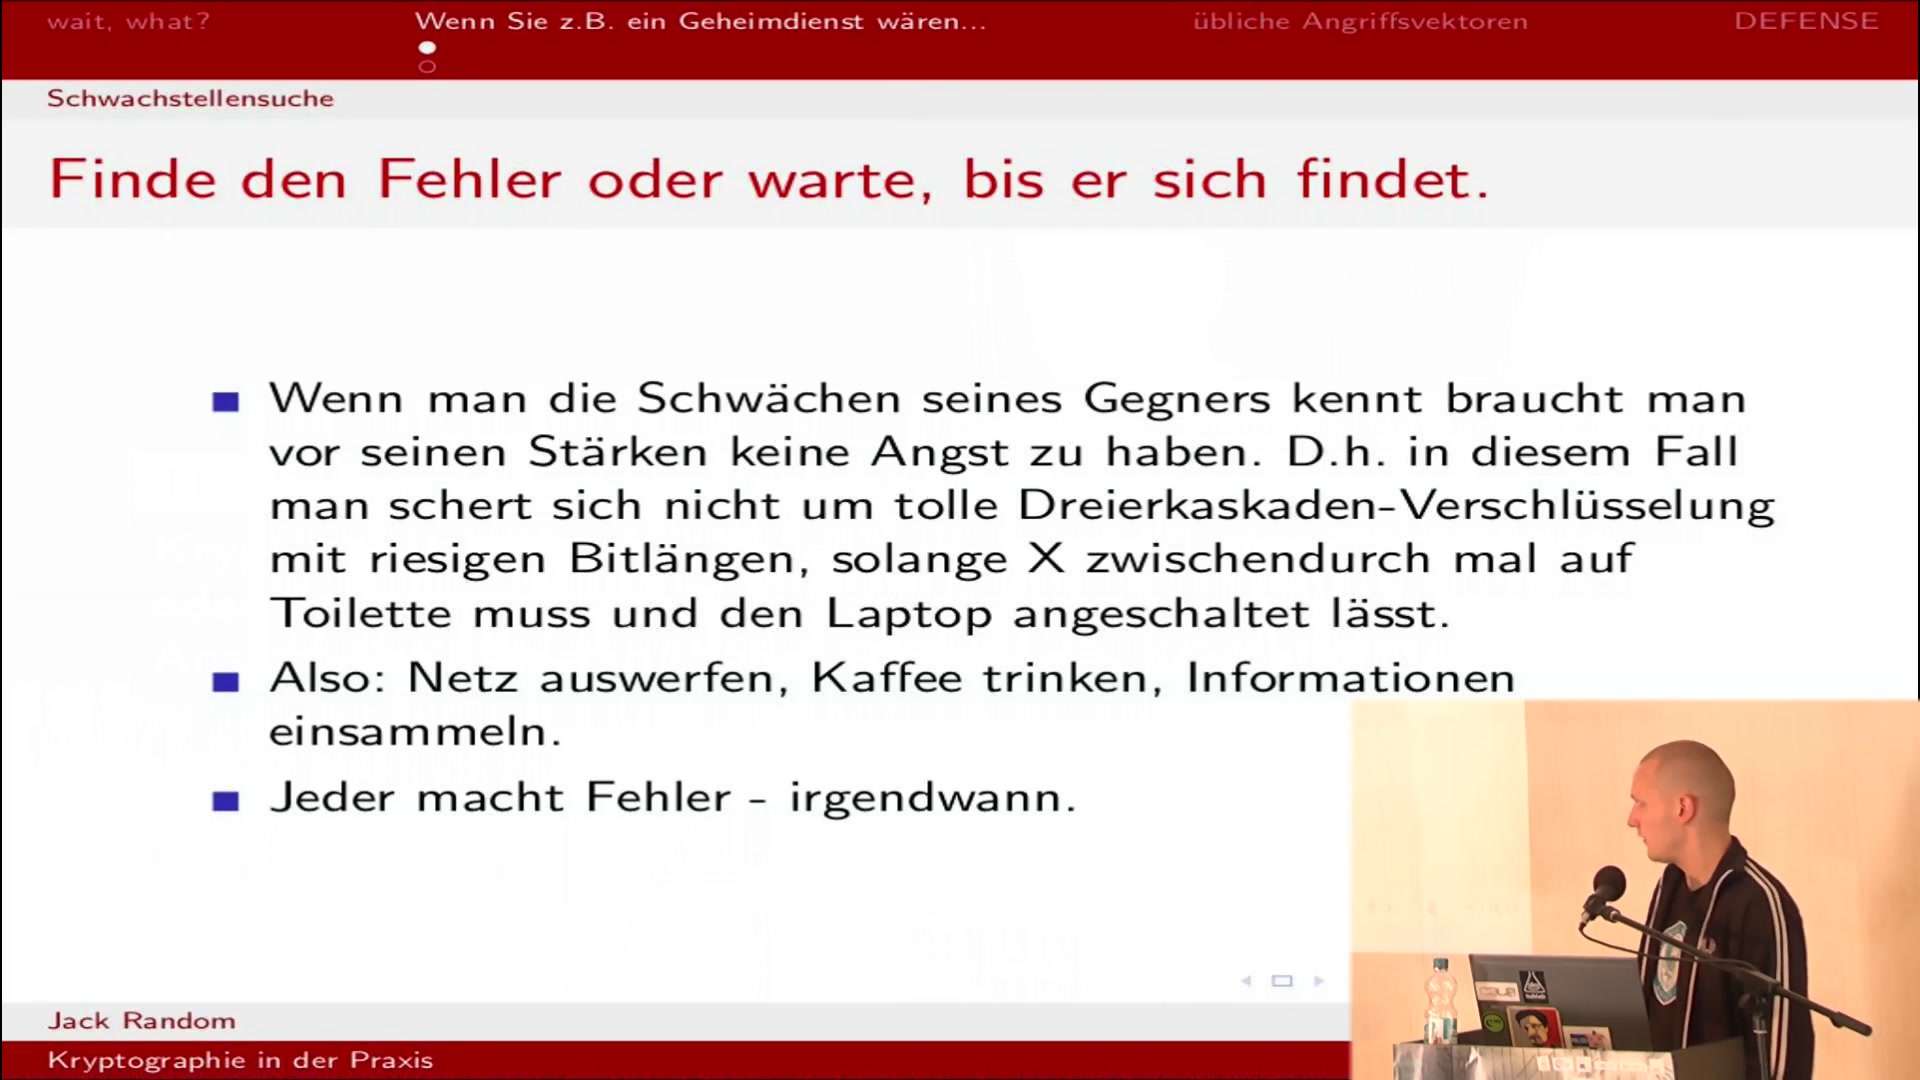 wait, what?
Wenn Sie z.B. ein Geheimdienst wären...
übliche Angriffsvektoren
DEFENSE
Schwachstellensuche
Finde den Fehler oder warte, bis er sich findet.
Wenn man die Schwächen seines Gegners kennt braucht man
vor seinen Stärken keine Angst zu haben. D.h. in diesem Fall
man schert sich nicht um tolle Dreierkaskaden-Verschlüsselung
mit riesigen Bitlängen, solange X zwischendurch mal auf
Toilette muss und den Laptop angeschaltet lässt.
Also: Netz auswerfen, Kaffee trinken, Informationen
einsammeln.
Jeder macht Fehler - irgendwann.
Jack Random
Kryptographie in der Praxis